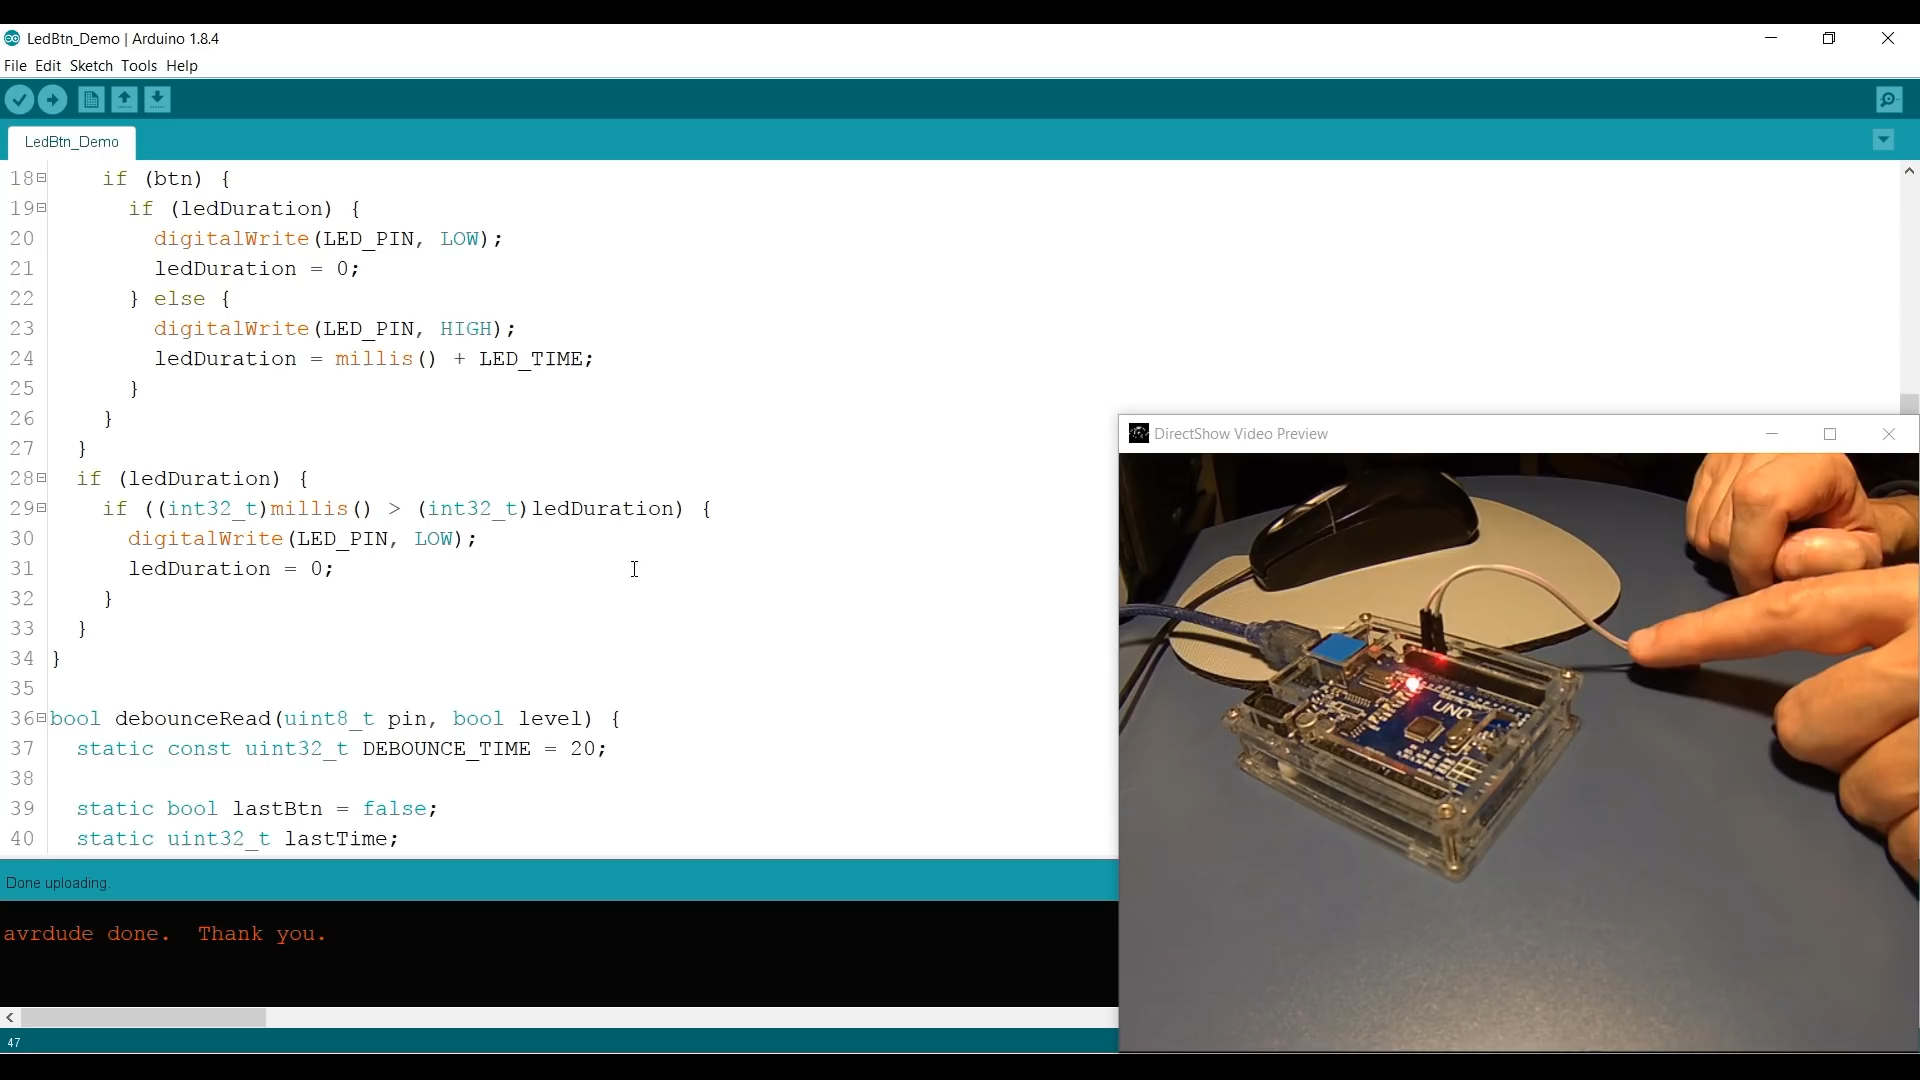 LedBtn_Demo | Arduino 1.8.4
File Edit Sketch Tools Help
LedBtn_Demo
18 if (btn) {
19 if (ledDuration) {
20 digitalWrite(LED_PIN, LOW);
21 ledDuration = 0;
22 } else {
23 digitalWrite(LED_PIN, HIGH);
24 ledDuration = millis() + LED_TIME;
25 }
26 }
27 }
28 if (ledDuration) {
29 if ((int32_t)millis() > (int32_t)ledDuration) {
30 digitalWrite(LED_PIN, LOW);
31 ledDuration = 0;
32 }
33 }
34 }
35
36 bool debounceRead(uint8_t pin, bool level) {
37 static const uint32_t DEBOUNCE_TIME = 20;
38
39 static bool lastBtn = false;
40 static uint32_t lastTime;
Done uploading.
avrdude done.  Thank you.
47
DirectShow Video Preview
UNO